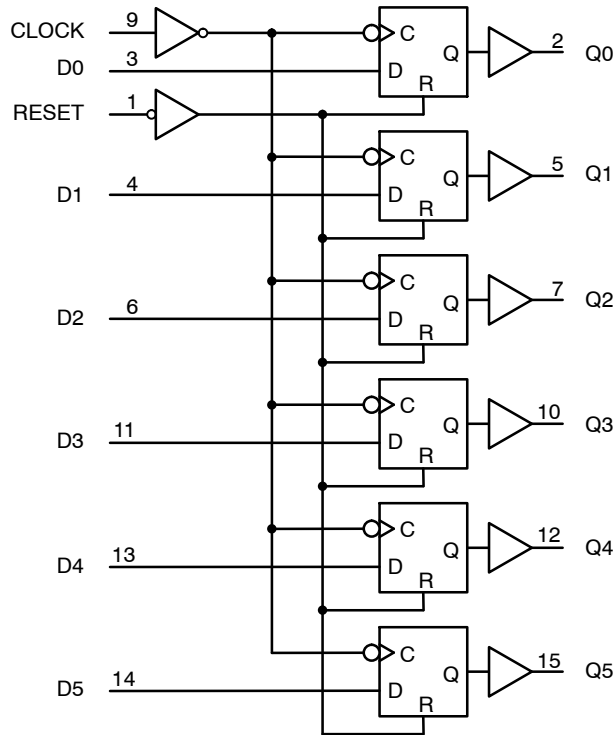 CLOCK 9 C Q 2 Q0
D0 3 D R
RESET 1
C Q 5 Q1
D1 4 D R
C Q 7 Q2
D2 6 D R
C Q 10 Q3
D3 11 D R
C Q 12 Q4
D4 13 D R
C Q 15 Q5
D5 14 D R